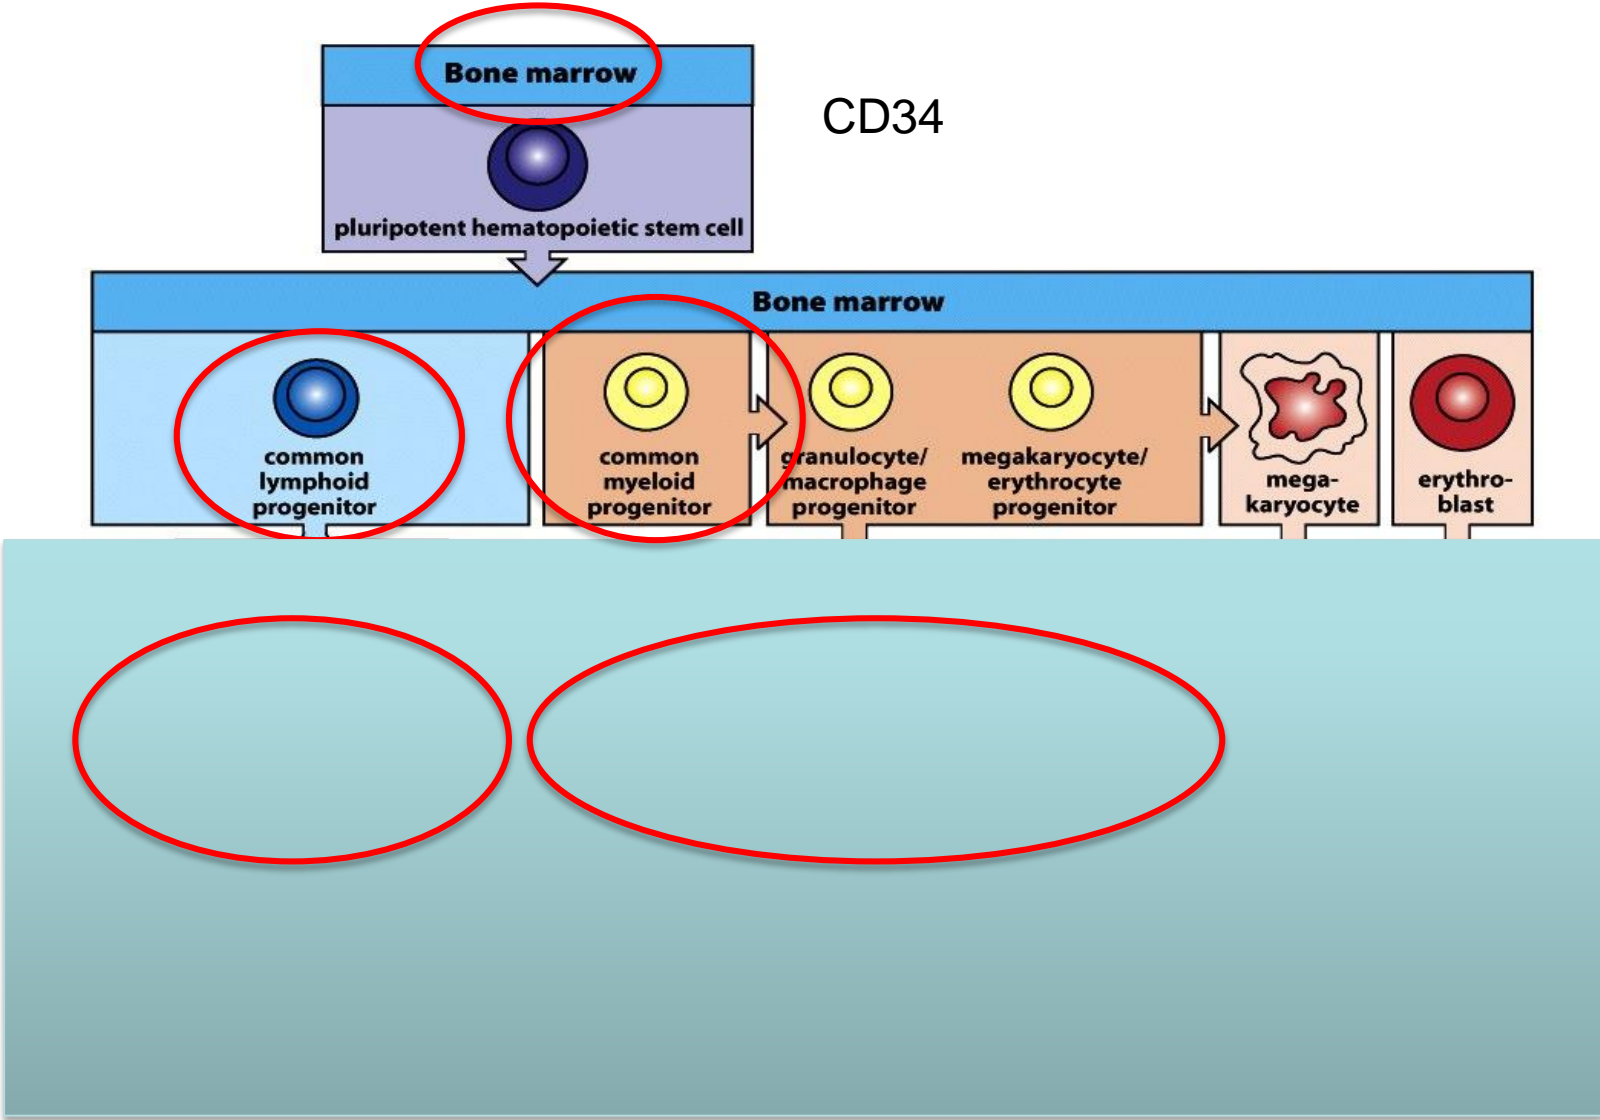 Bone marrow
CD34
pluripotent hematopoietic stem cell
Bone marrow
common
lymphoid
progenitor
common
myeloid
progenitor
granulocyte/
macrophage
progenitor
megakaryocyte/
erythrocyte
progenitor
mega-
karyocyte
erythro-
blast